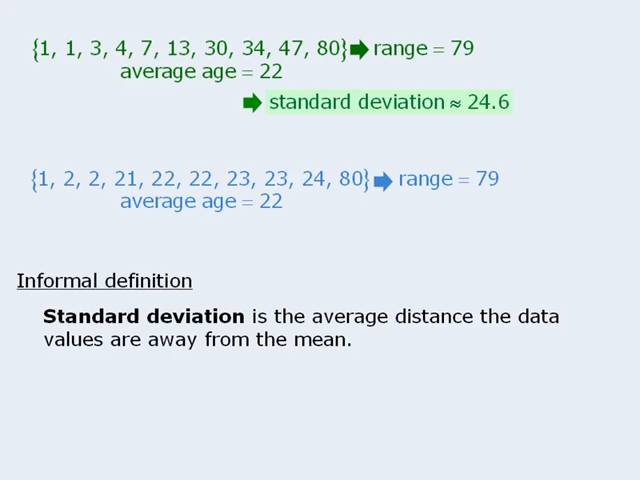 {1, 1, 3, 4, 7, 13, 30, 34, 47, 80} ➡ range = 79
average age = 22
➡ standard deviation ≈ 24.6
{1, 2, 2, 21, 22, 22, 23, 23, 24, 80} ➡ range = 79
average age = 22
Informal definition
Standard deviation is the average distance the data
values are away from the mean.